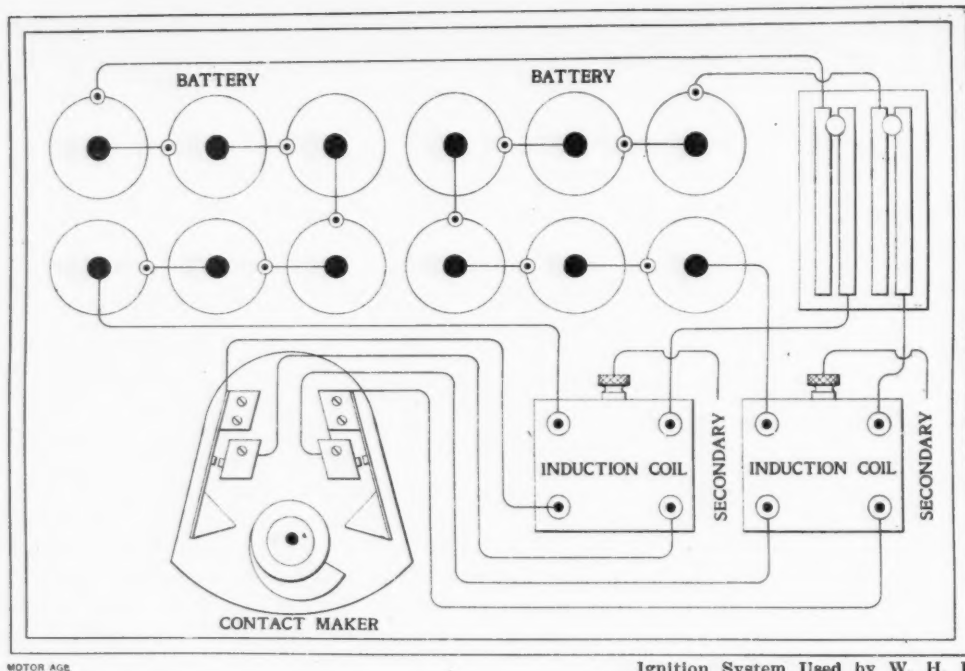 BATTERY
BATTERY
INDUCTION COIL
SECONDARY
INDUCTION COIL
SECONDARY
CONTACT MAKER
MOTOR AGE
Ignition System Used by W. H.